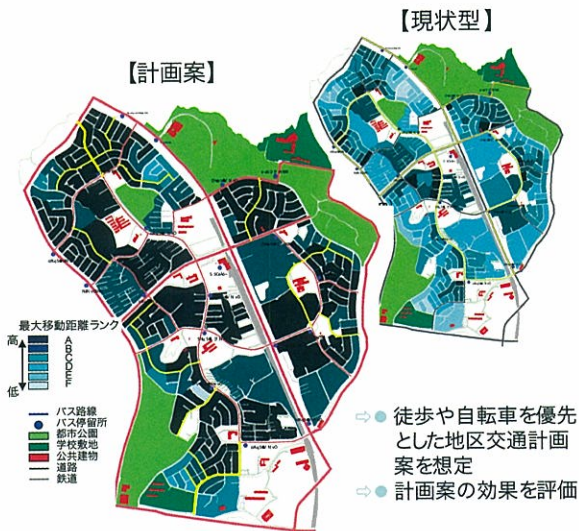 【現状型】
【計画案】
最大移動距離ランク
高
A
B
C
D
E
F
低
バス路線
バス停留所
都市公園
学校敷地
公共建物
道路
鉄道
⇨● 徒歩や自転車を優先
とした地区交通計画
案を想定
⇨● 計画案の効果を評価